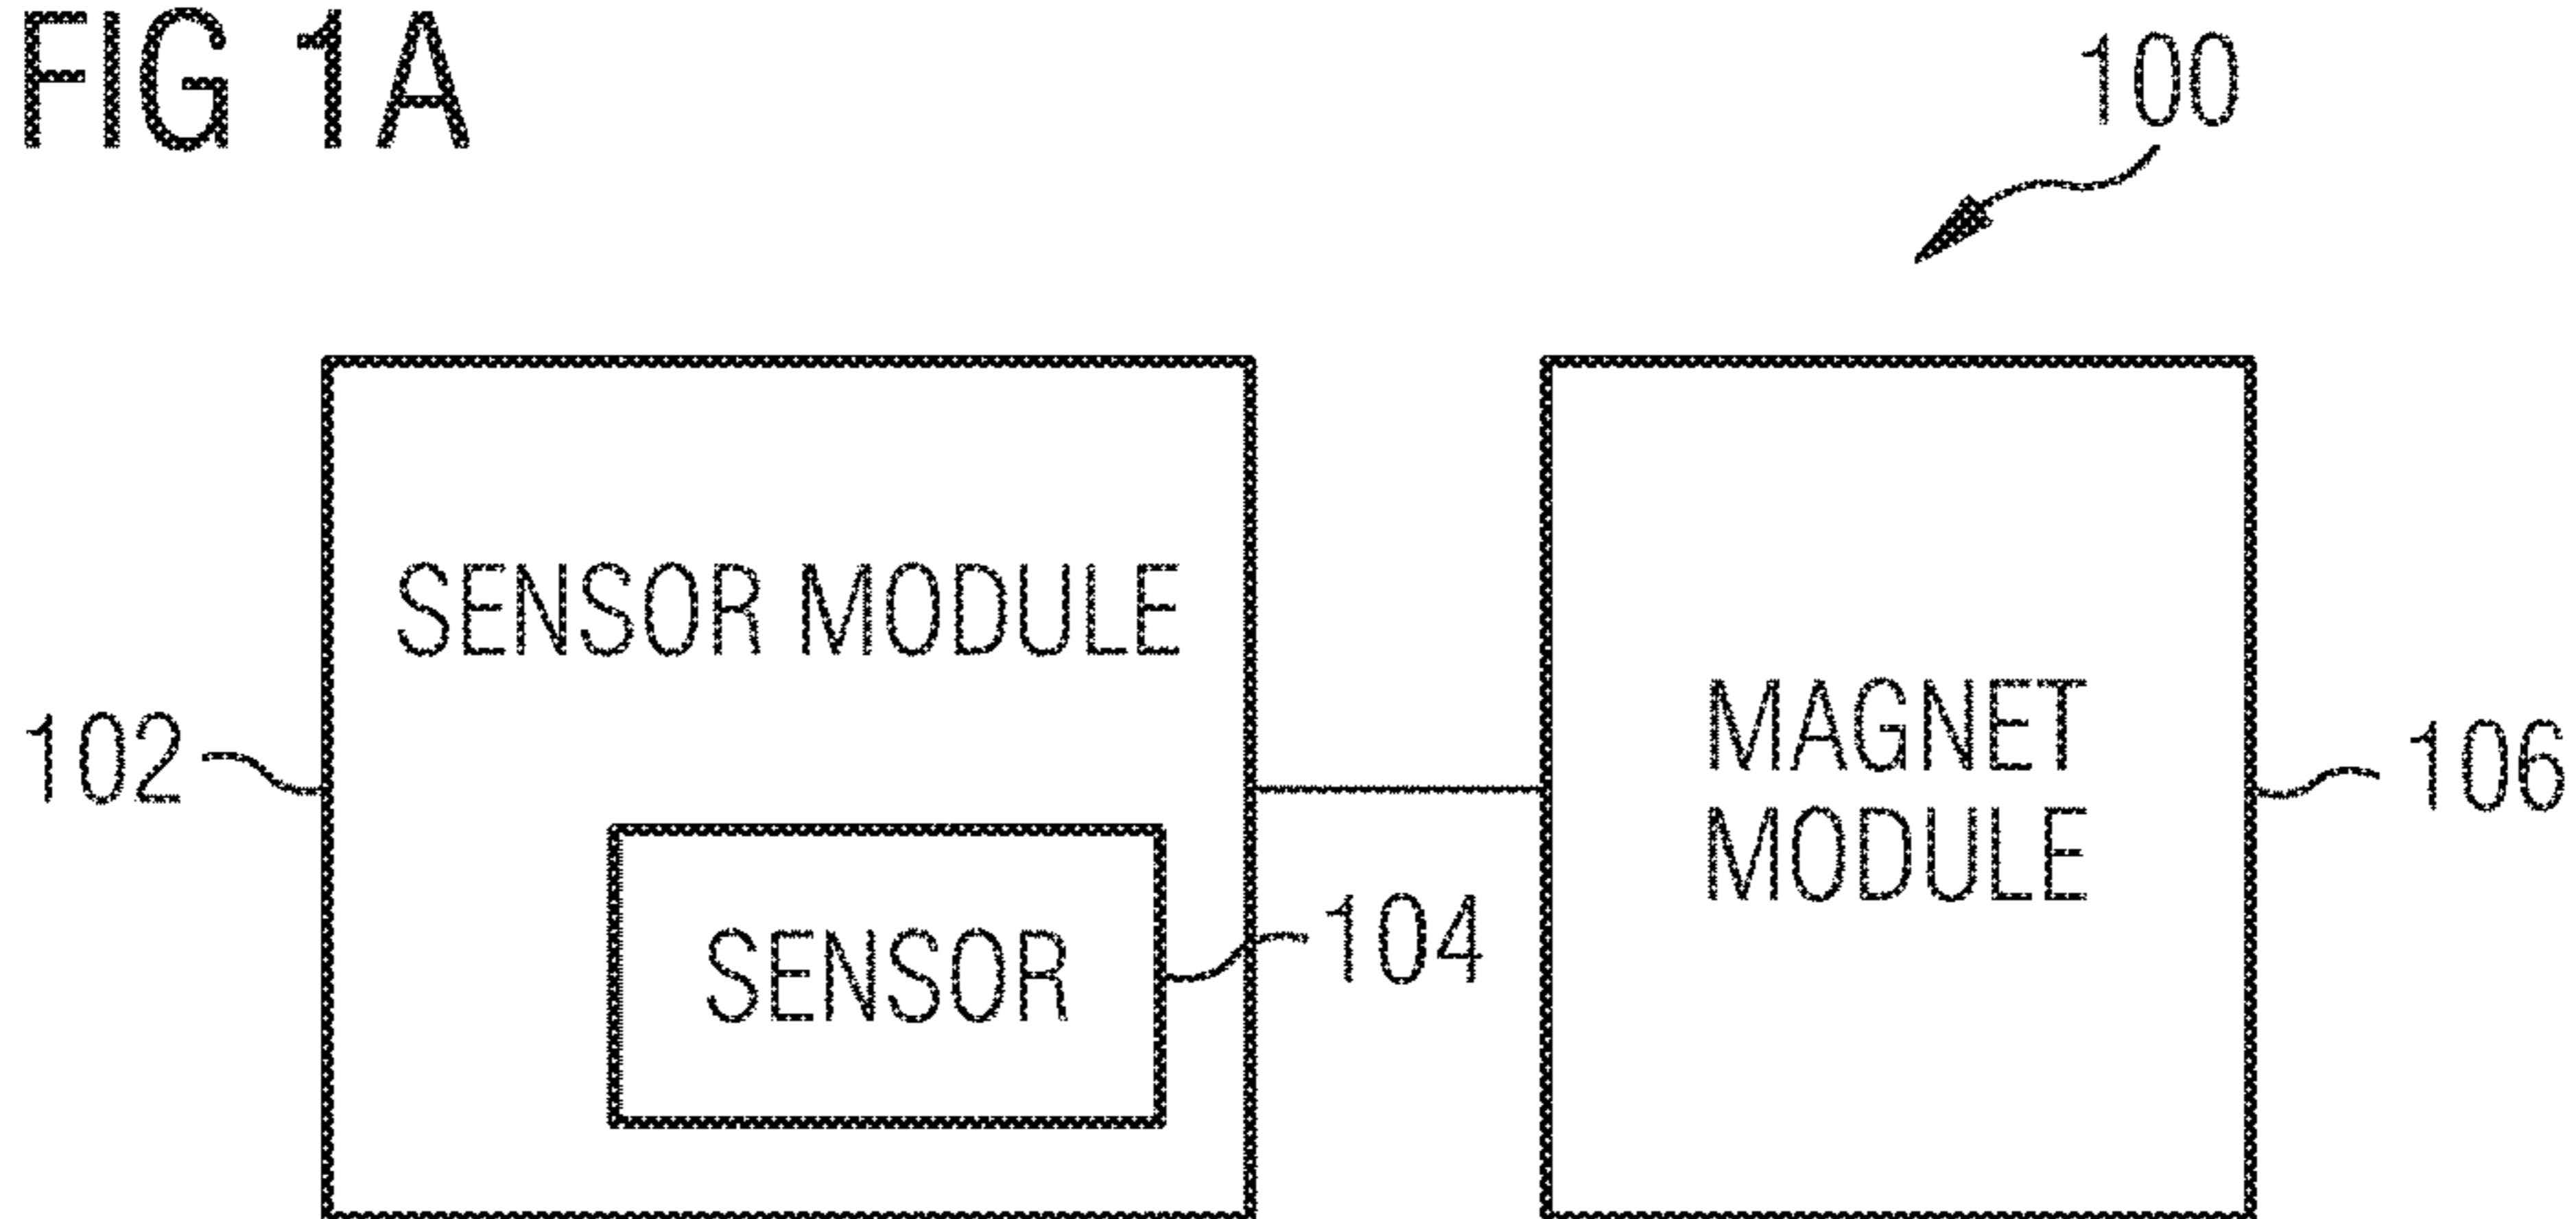 FIG 1A
100
SENSOR MODULE
102
MAGNET
MODULE
106
SENSOR
104